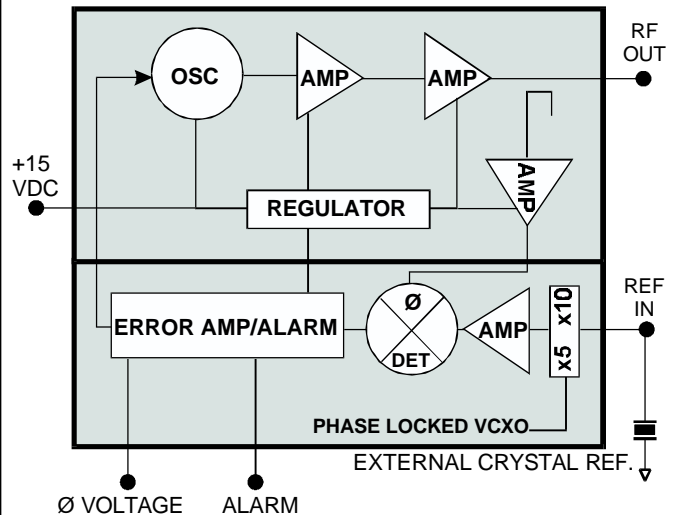 RF
OUT
OSC
AMP
AMP
AMP
+15
VDC
REGULATOR
REF
IN
ERROR AMP/ALARM
Ø
DET
AMP
x5 x10
PHASE LOCKED VCXO
EXTERNAL CRYSTAL REF.
Ø VOLTAGE
ALARM